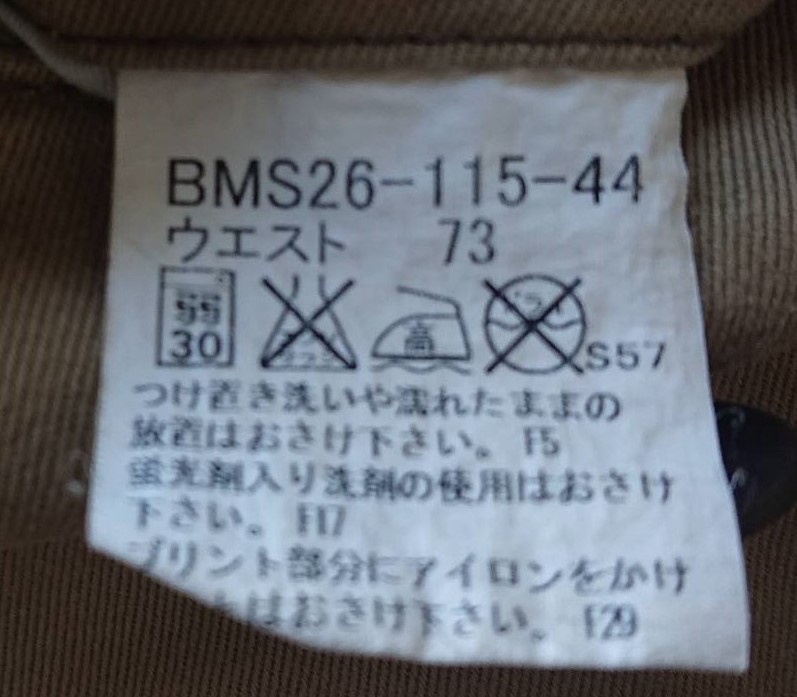 BMS26-115-44
ウエスト 73
弱
30
高
ドライ
S57
つけ置き洗いや濡れたままの
放置はおさけ下さい。 F5
蛍光剤入り洗剤の使用はおさけ
下さい。 F17
プリント部分にアイロンをかけ
はおさけ下さい。 F29